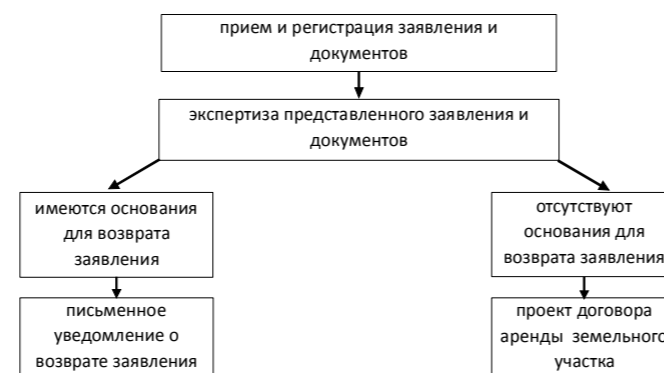 прием и регистрация заявления и
документов
экспертиза представленного заявления и
документов
имеются основания
для возврата
заявления
отсутствуют
основания для
возврата заявления
письменное
уведомление о
возврате заявления
проект договора
аренды земельного
участка